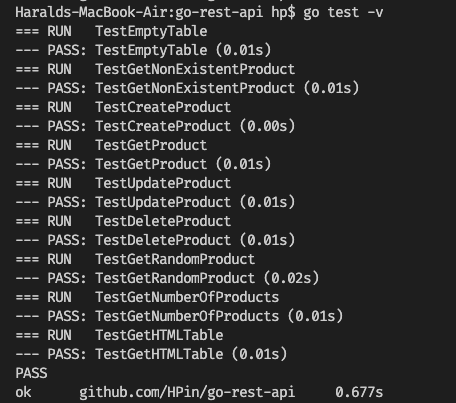 Haralds-MacBook-Air:go-rest-api hp$ go test -v
=== RUN   TestEmptyTable
--- PASS: TestEmptyTable (0.01s)
=== RUN   TestGetNonExistentProduct
--- PASS: TestGetNonExistentProduct (0.01s)
=== RUN   TestCreateProduct
--- PASS: TestCreateProduct (0.00s)
=== RUN   TestGetProduct
--- PASS: TestGetProduct (0.01s)
=== RUN   TestUpdateProduct
--- PASS: TestUpdateProduct (0.01s)
=== RUN   TestDeleteProduct
--- PASS: TestDeleteProduct (0.01s)
=== RUN   TestGetRandomProduct
--- PASS: TestGetRandomProduct (0.02s)
=== RUN   TestGetNumberOfProducts
--- PASS: TestGetNumberOfProducts (0.01s)
=== RUN   TestGetHTMLTable
--- PASS: TestGetHTMLTable (0.01s)
PASS
ok      github.com/HPin/go-rest-api     0.677s